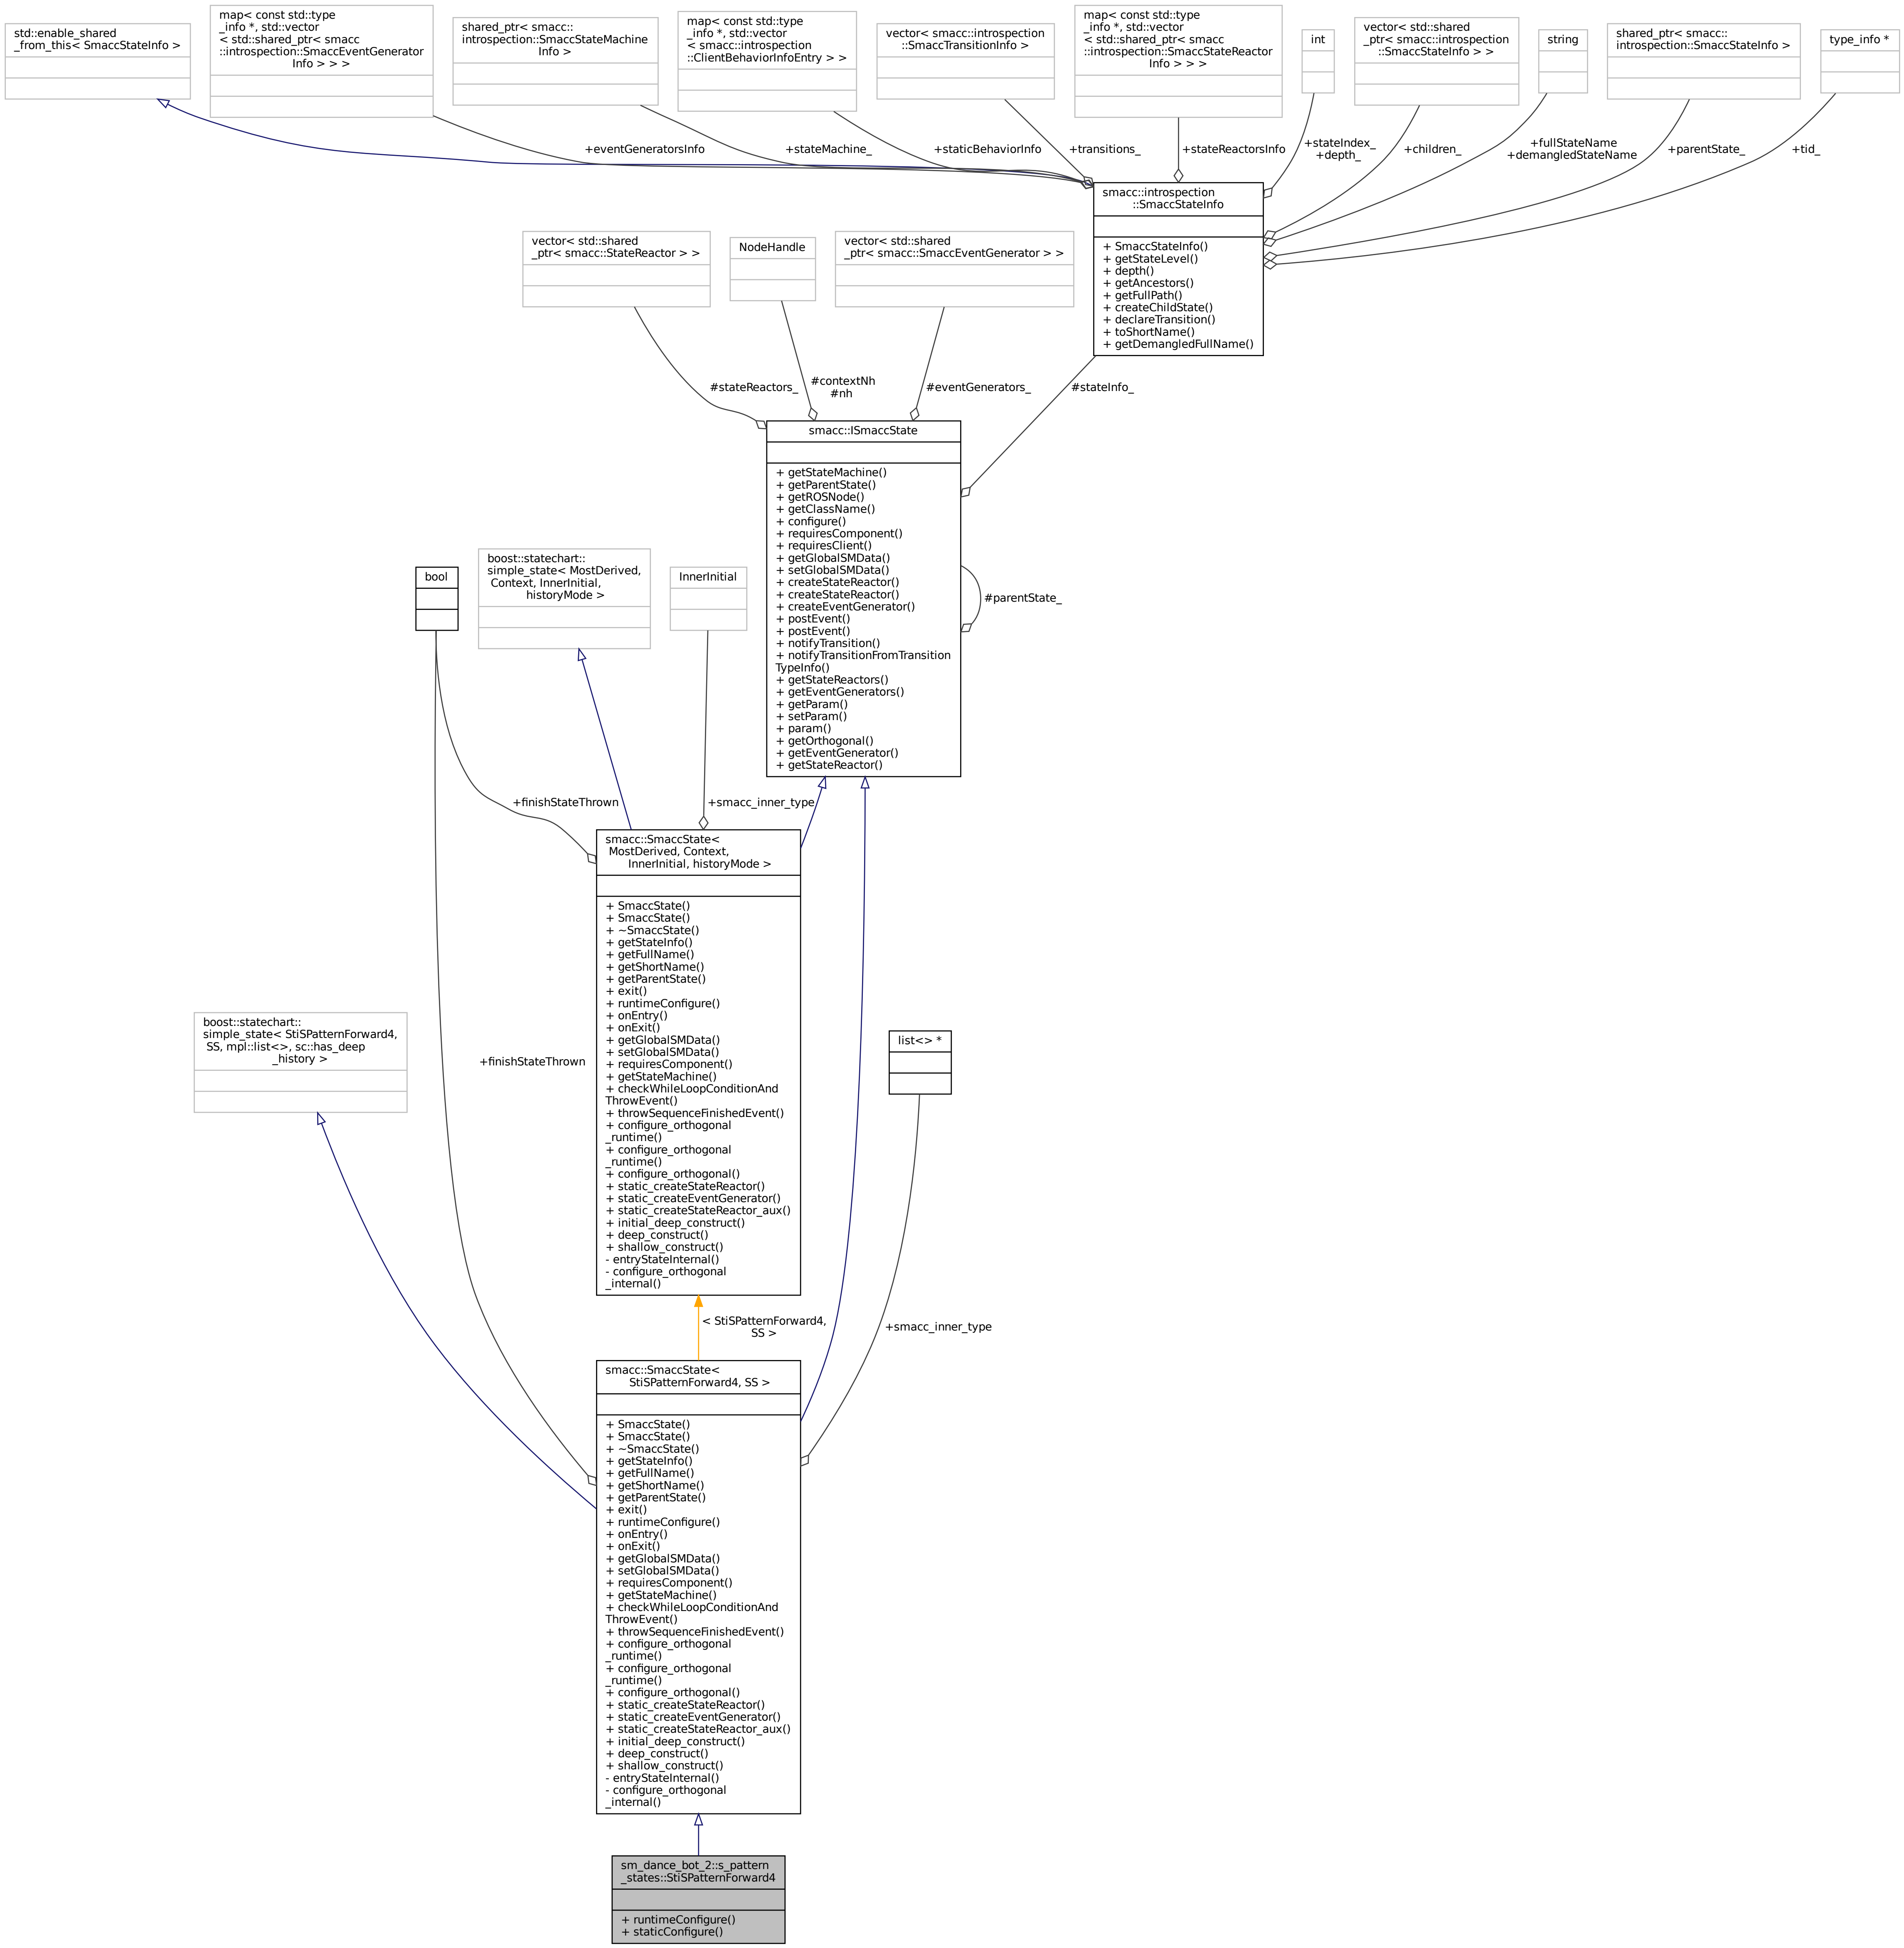 std::enable_shared
_from_this< SmaccStateInfo >
map< const std::type
_info *, std::vector
< std::shared_ptr< smacc
::introspection::SmaccEventGenerator
Info > > >
shared_ptr< smacc::
introspection::SmaccStateMachine
Info >
map< const std::type
_info *, std::vector
< smacc::introspection
::ClientBehaviorInfoEntry > >
vector< smacc::introspection
::SmaccTransitionInfo >
map< const std::type
_info *, std::vector
< std::shared_ptr< smacc
::introspection::SmaccStateReactor
Info > > >
int
vector< std::shared
_ptr< smacc::introspection
::SmaccStateInfo > >
string
shared_ptr< smacc::
introspection::SmaccStateInfo >
type_info *
+eventGeneratorsInfo
+stateMachine_
+staticBehaviorInfo
+transitions_
+stateReactorsInfo
+stateIndex_
+depth_
+children_
+fullStateName
+demangledStateName
+parentState_
+tid_
smacc::introspection
::SmaccStateInfo
+ SmaccStateInfo()
+ getStateLevel()
+ depth()
+ getAncestors()
+ getFullPath()
+ createChildState()
+ declareTransition()
+ toShortName()
+ getDemangledFullName()
vector< std::shared
_ptr< smacc::StateReactor > >
NodeHandle
vector< std::shared
_ptr< smacc::SmaccEventGenerator > >
#stateReactors_
#contextNh
#nh
#eventGenerators_
#stateInfo_
smacc::ISmaccState
+ getStateMachine()
+ getParentState()
+ getROSNode()
+ getClassName()
+ configure()
+ requiresComponent()
+ requiresClient()
+ getGlobalSMData()
+ setGlobalSMData()
+ createStateReactor()
+ createStateReactor()
+ createEventGenerator()
+ postEvent()
+ postEvent()
+ notifyTransition()
+ notifyTransitionFromTransition
TypeInfo()
+ getStateReactors()
+ getEventGenerators()
+ getParam()
+ setParam()
+ param()
+ getOrthogonal()
+ getEventGenerator()
+ getStateReactor()
#parentState_
bool
boost::statechart::
simple_state< MostDerived,
Context, InnerInitial,
historyMode >
InnerInitial
+finishStateThrown
+smacc_inner_type
smacc::SmaccState<
MostDerived, Context,
InnerInitial, historyMode >
+ SmaccState()
+ SmaccState()
+ ~SmaccState()
+ getStateInfo()
+ getFullName()
+ getShortName()
+ getParentState()
+ exit()
+ runtimeConfigure()
+ onEntry()
+ onExit()
+ getGlobalSMData()
+ setGlobalSMData()
+ requiresComponent()
+ getStateMachine()
+ checkWhileLoopConditionAnd
ThrowEvent()
+ throwSequenceFinishedEvent()
+ configure_orthogonal
_runtime()
+ configure_orthogonal
_runtime()
+ configure_orthogonal()
+ static_createStateReactor()
+ static_createEventGenerator()
+ static_createStateReactor_aux()
+ initial_deep_construct()
+ deep_construct()
+ shallow_construct()
- entryStateInternal()
- configure_orthogonal
_internal()
boost::statechart::
simple_state< StiSPatternForward4,
SS, mpl::list<>, sc::has_deep
_history >
+finishStateThrown
list<> *
< StiSPatternForward4,
SS >
+smacc_inner_type
smacc::SmaccState<
StiSPatternForward4, SS >
+ SmaccState()
+ SmaccState()
+ ~SmaccState()
+ getStateInfo()
+ getFullName()
+ getShortName()
+ getParentState()
+ exit()
+ runtimeConfigure()
+ onEntry()
+ onExit()
+ getGlobalSMData()
+ setGlobalSMData()
+ requiresComponent()
+ getStateMachine()
+ checkWhileLoopConditionAnd
ThrowEvent()
+ throwSequenceFinishedEvent()
+ configure_orthogonal
_runtime()
+ configure_orthogonal
_runtime()
+ configure_orthogonal()
+ static_createStateReactor()
+ static_createEventGenerator()
+ static_createStateReactor_aux()
+ initial_deep_construct()
+ deep_construct()
+ shallow_construct()
- entryStateInternal()
- configure_orthogonal
_internal()
sm_dance_bot_2::s_pattern
_states::StiSPatternForward4
+ runtimeConfigure()
+ staticConfigure()